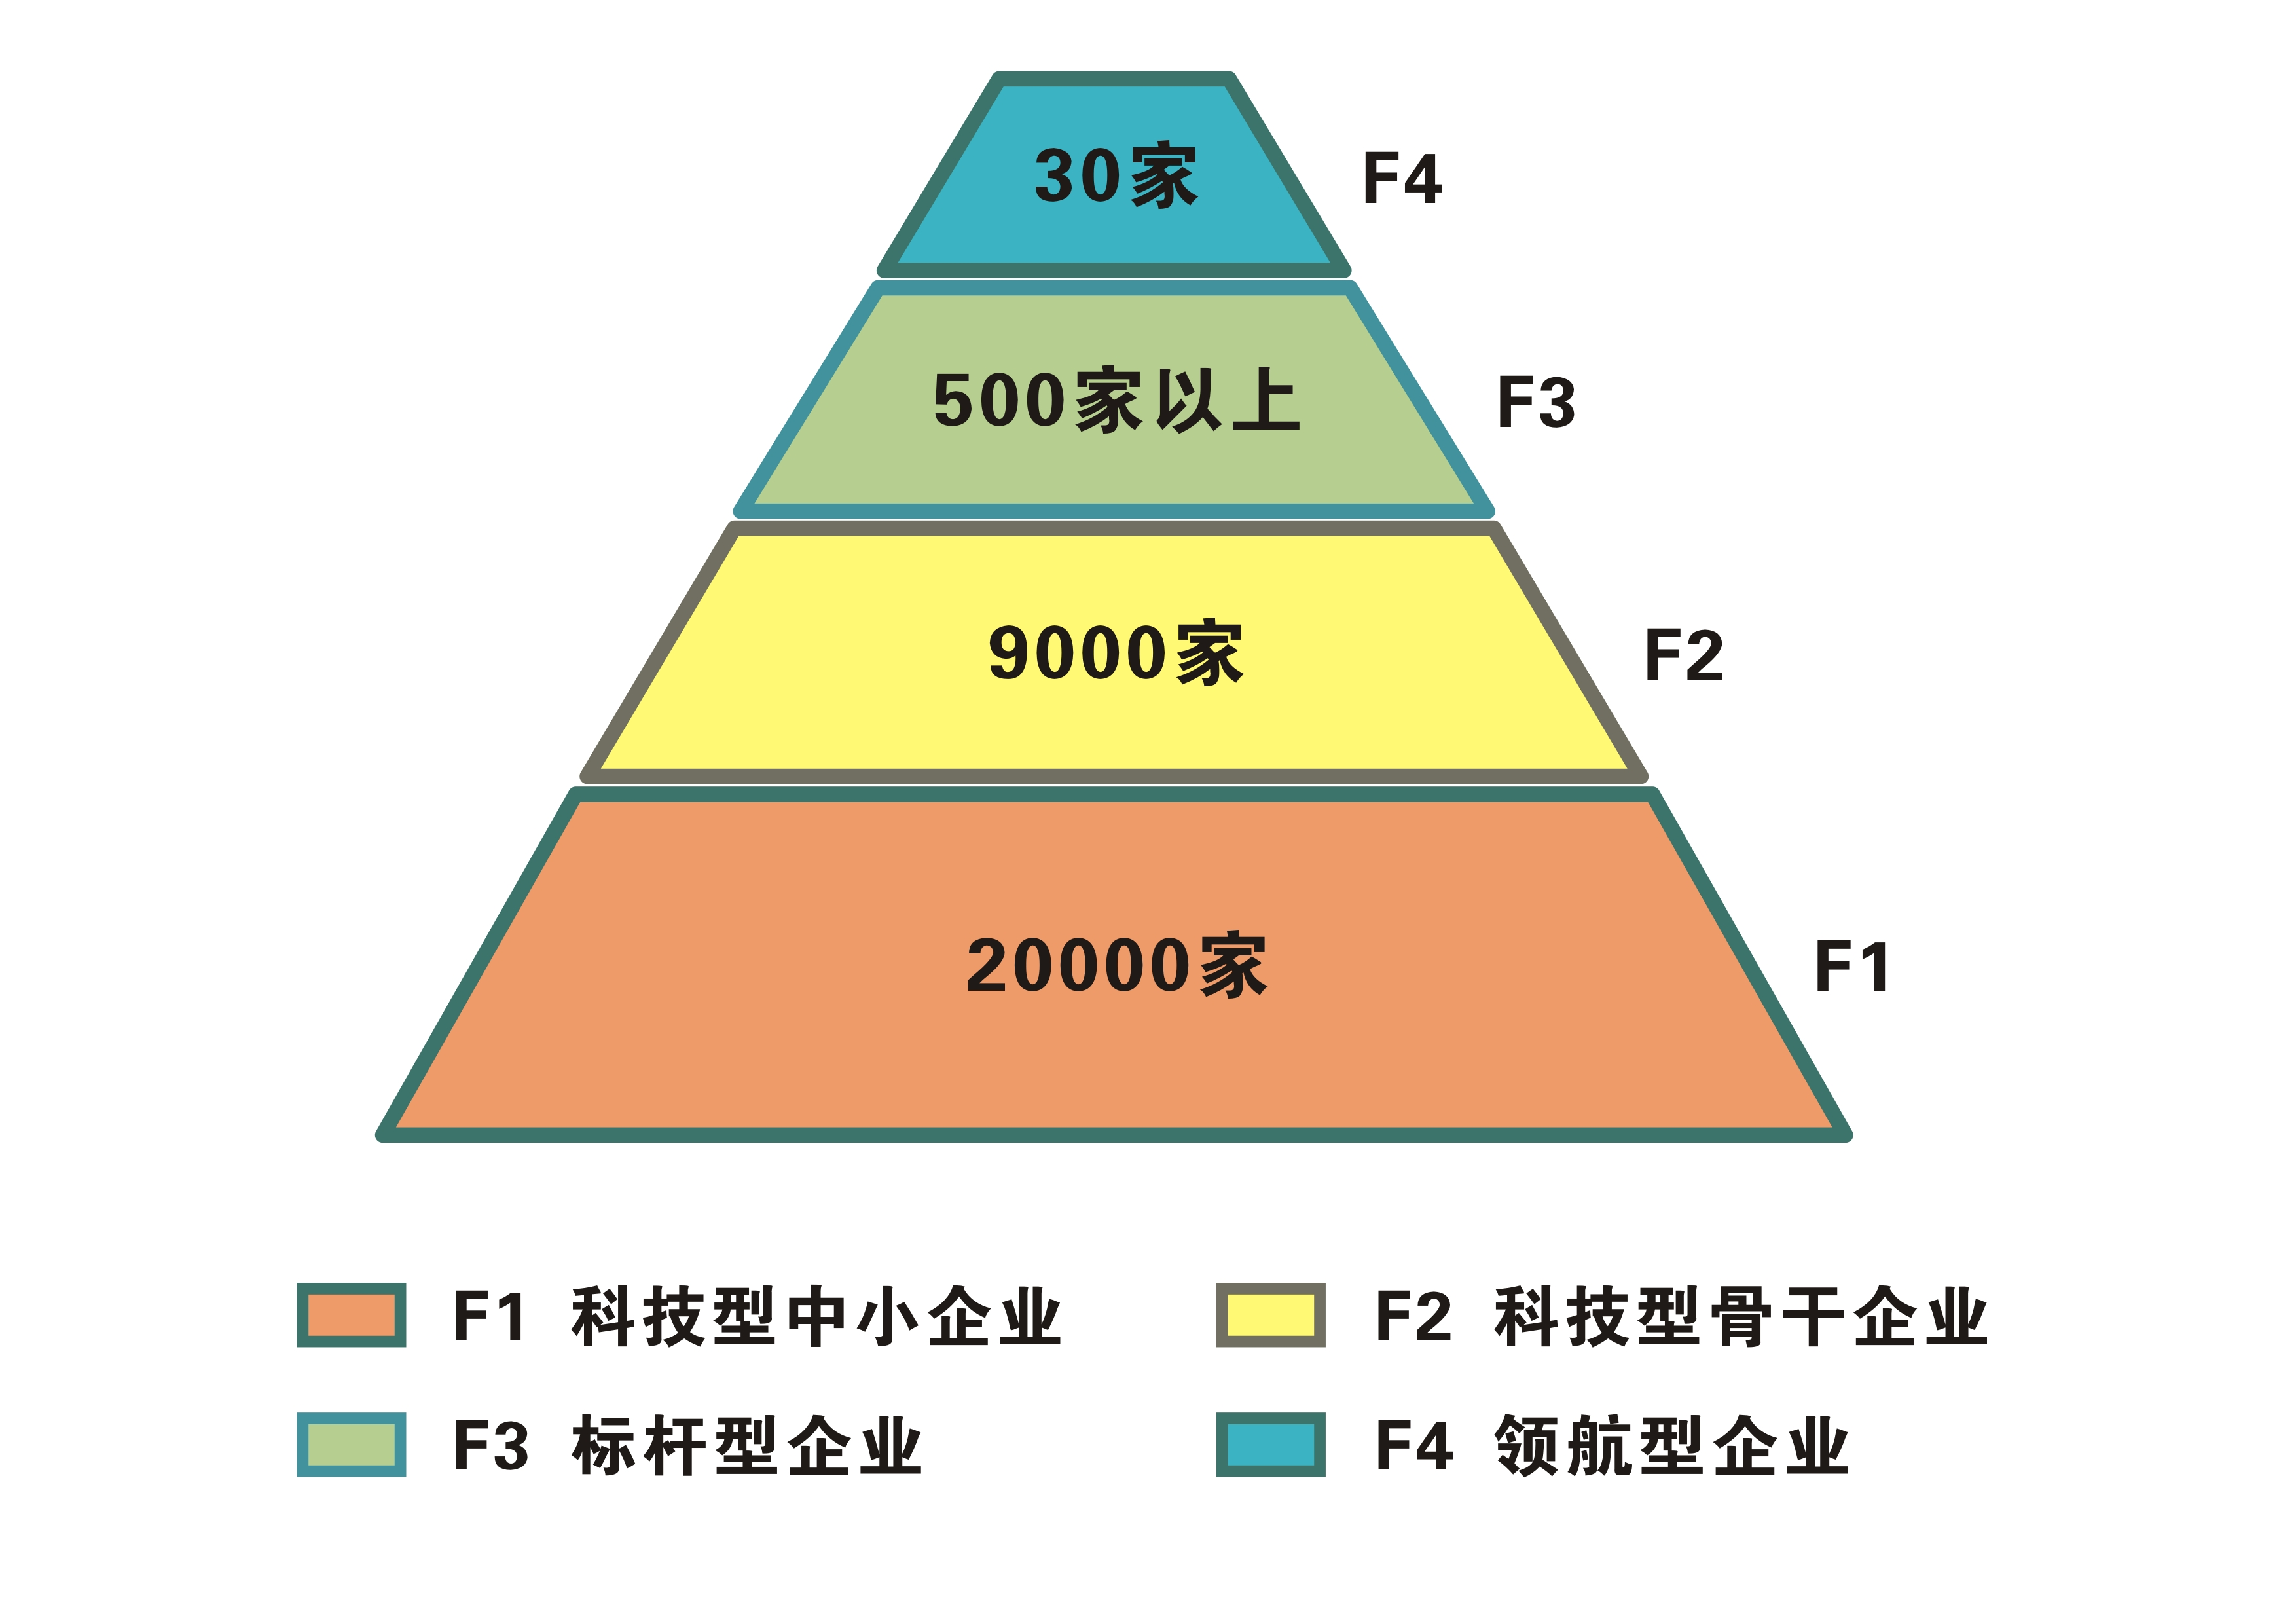 30家 F4
500家以上 F3
9000家 F2
20000家 F1
F1 科技型中小企业 F2 科技型骨干企业
F3 标杆型企业 F4 领航型企业